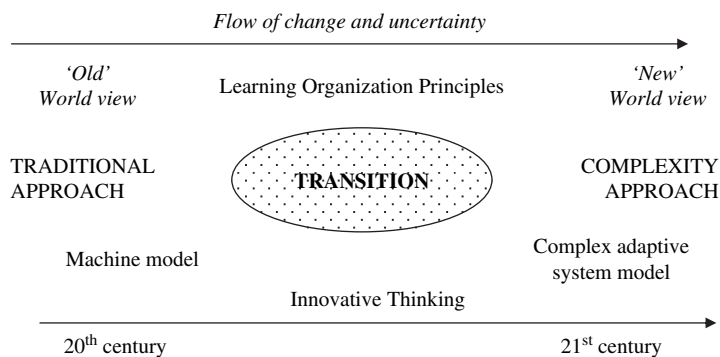 Flow of change and uncertainty
‘Old’
World view
Learning Organization Principles
‘New’
World view
TRADITIONAL
APPROACH
TRANSITION
COMPLEXITY
APPROACH
Machine model
Complex adaptive
system model
Innovative Thinking
20th century
21st century